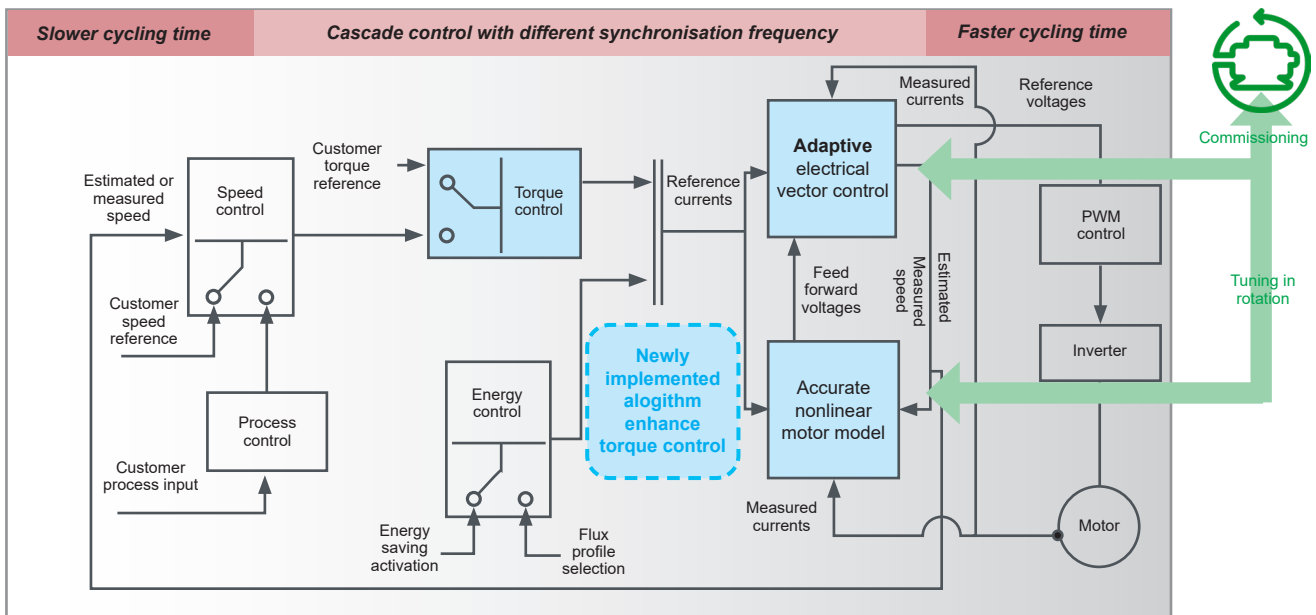 Slower cycling time
Cascade control with different synchronisation frequency
Faster cycling time
Commissioning
Tuning in
rotation
Measured
currents
Reference
voltages
Customer
torque
reference
Estimated or
measured
speed
Speed
control
Torque
control
Reference
currents
Adaptive
electrical
vector control
PWM
control
Customer
speed
reference
Feed
forward
voltages
Estimated
Measured
speed
Inverter
Newly
implemented
alogithm
enhance
torque control
Energy
control
Accurate
nonlinear
motor model
Process
control
Customer
process input
Measured
currents
Motor
Energy
saving
activation
Flux
profile
selection